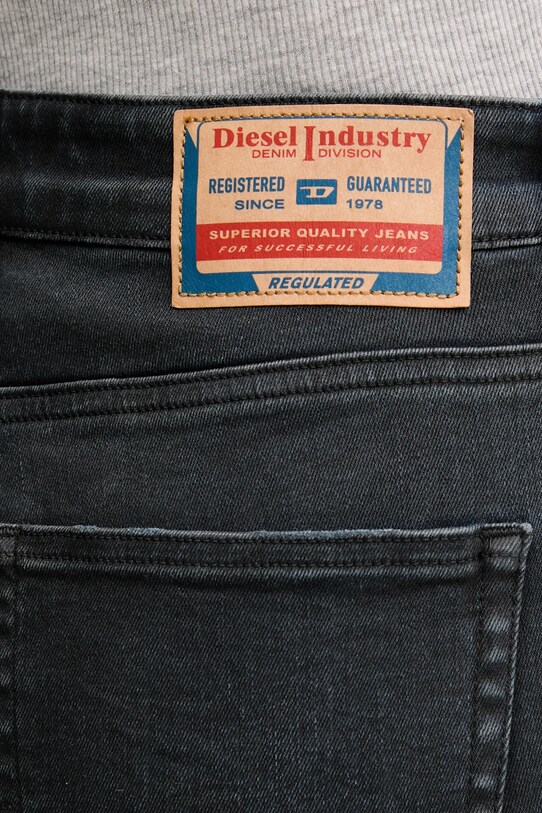 Diesel Industry
DENIM DIVISION
REGISTERED D GUARANTEED
SINCE 1978
SUPERIOR QUALITY JEANS
FOR SUCCESSFUL LIVING
REGULATED